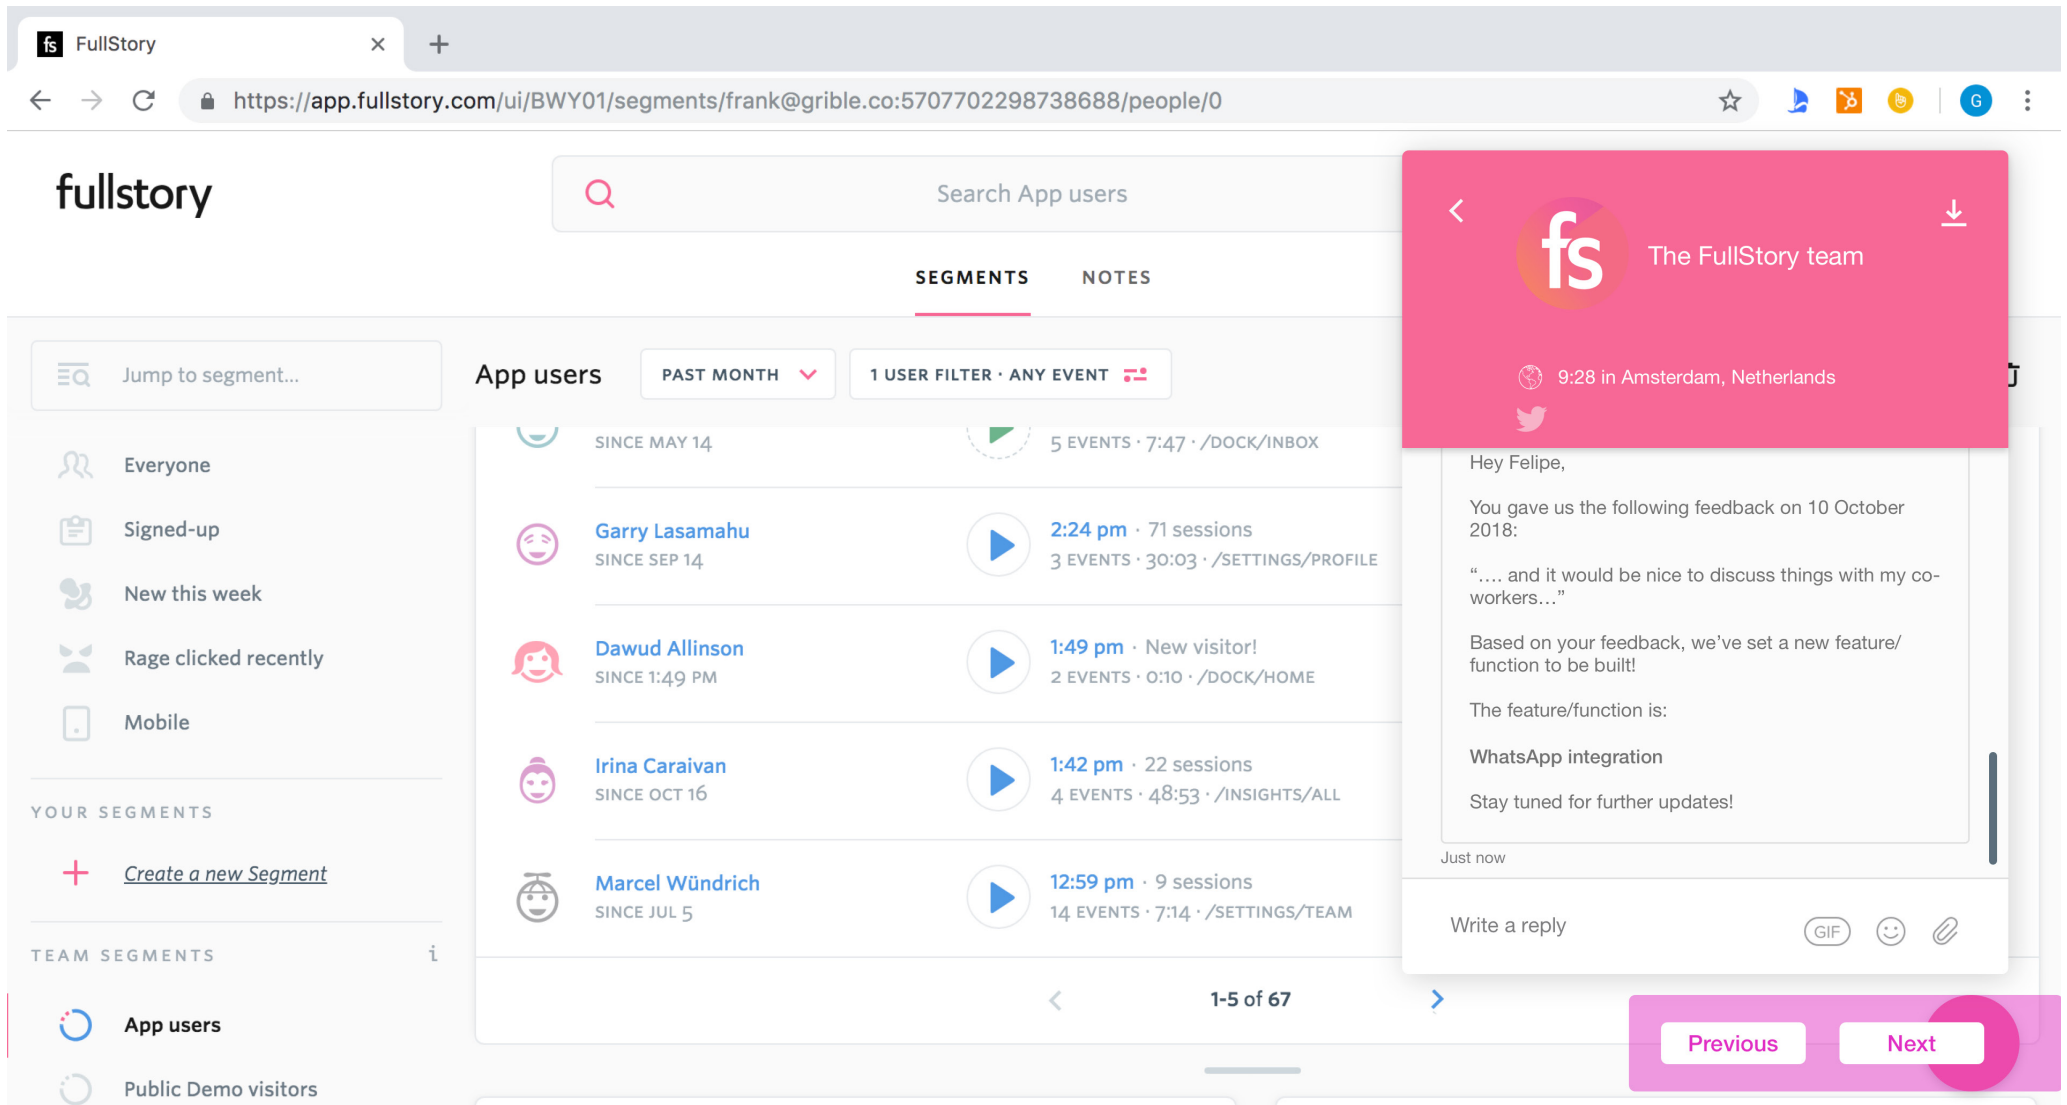 fs FullStory
https://app.fullstory.com/ui/BWY01/segments/frank@grible.co:5707702298738688/people/0
G
fullstory
Search App users
SEGMENTS NOTES
Jump to segment...
Everyone
Signed-up
New this week
Rage clicked recently
Mobile
YOUR SEGMENTS
Create a new Segment
TEAM SEGMENTS i
App users
Public Demo visitors
App users PAST MONTH 1 USER FILTER · ANY EVENT
SINCE MAY 14 5 EVENTS · 7:47 · /DOCK/INBOX
Garry Lasamahu 2:24 pm · 71 sessions
SINCE SEP 14 3 EVENTS · 30:03 · /SETTINGS/PROFILE
Dawud Allinson 1:49 pm · New visitor!
SINCE 1:49 PM 2 EVENTS · 0:10 · /DOCK/HOME
Irina Caraivan 1:42 pm · 22 sessions
SINCE OCT 16 4 EVENTS · 48:53 · /INSIGHTS/ALL
Marcel Wündrich 12:59 pm · 9 sessions
SINCE JUL 5 14 EVENTS · 7:14 · /SETTINGS/TEAM
1-5 of 67
fs The FullStory team
9:28 in Amsterdam, Netherlands
Hey Felipe,
You gave us the following feedback on 10 October
2018:
“.... and it would be nice to discuss things with my co-
workers...”
Based on your feedback, we’ve set a new feature/
function to be built!
The feature/function is:
WhatsApp integration
Stay tuned for further updates!
Just now
Write a reply GIF
Previous Next